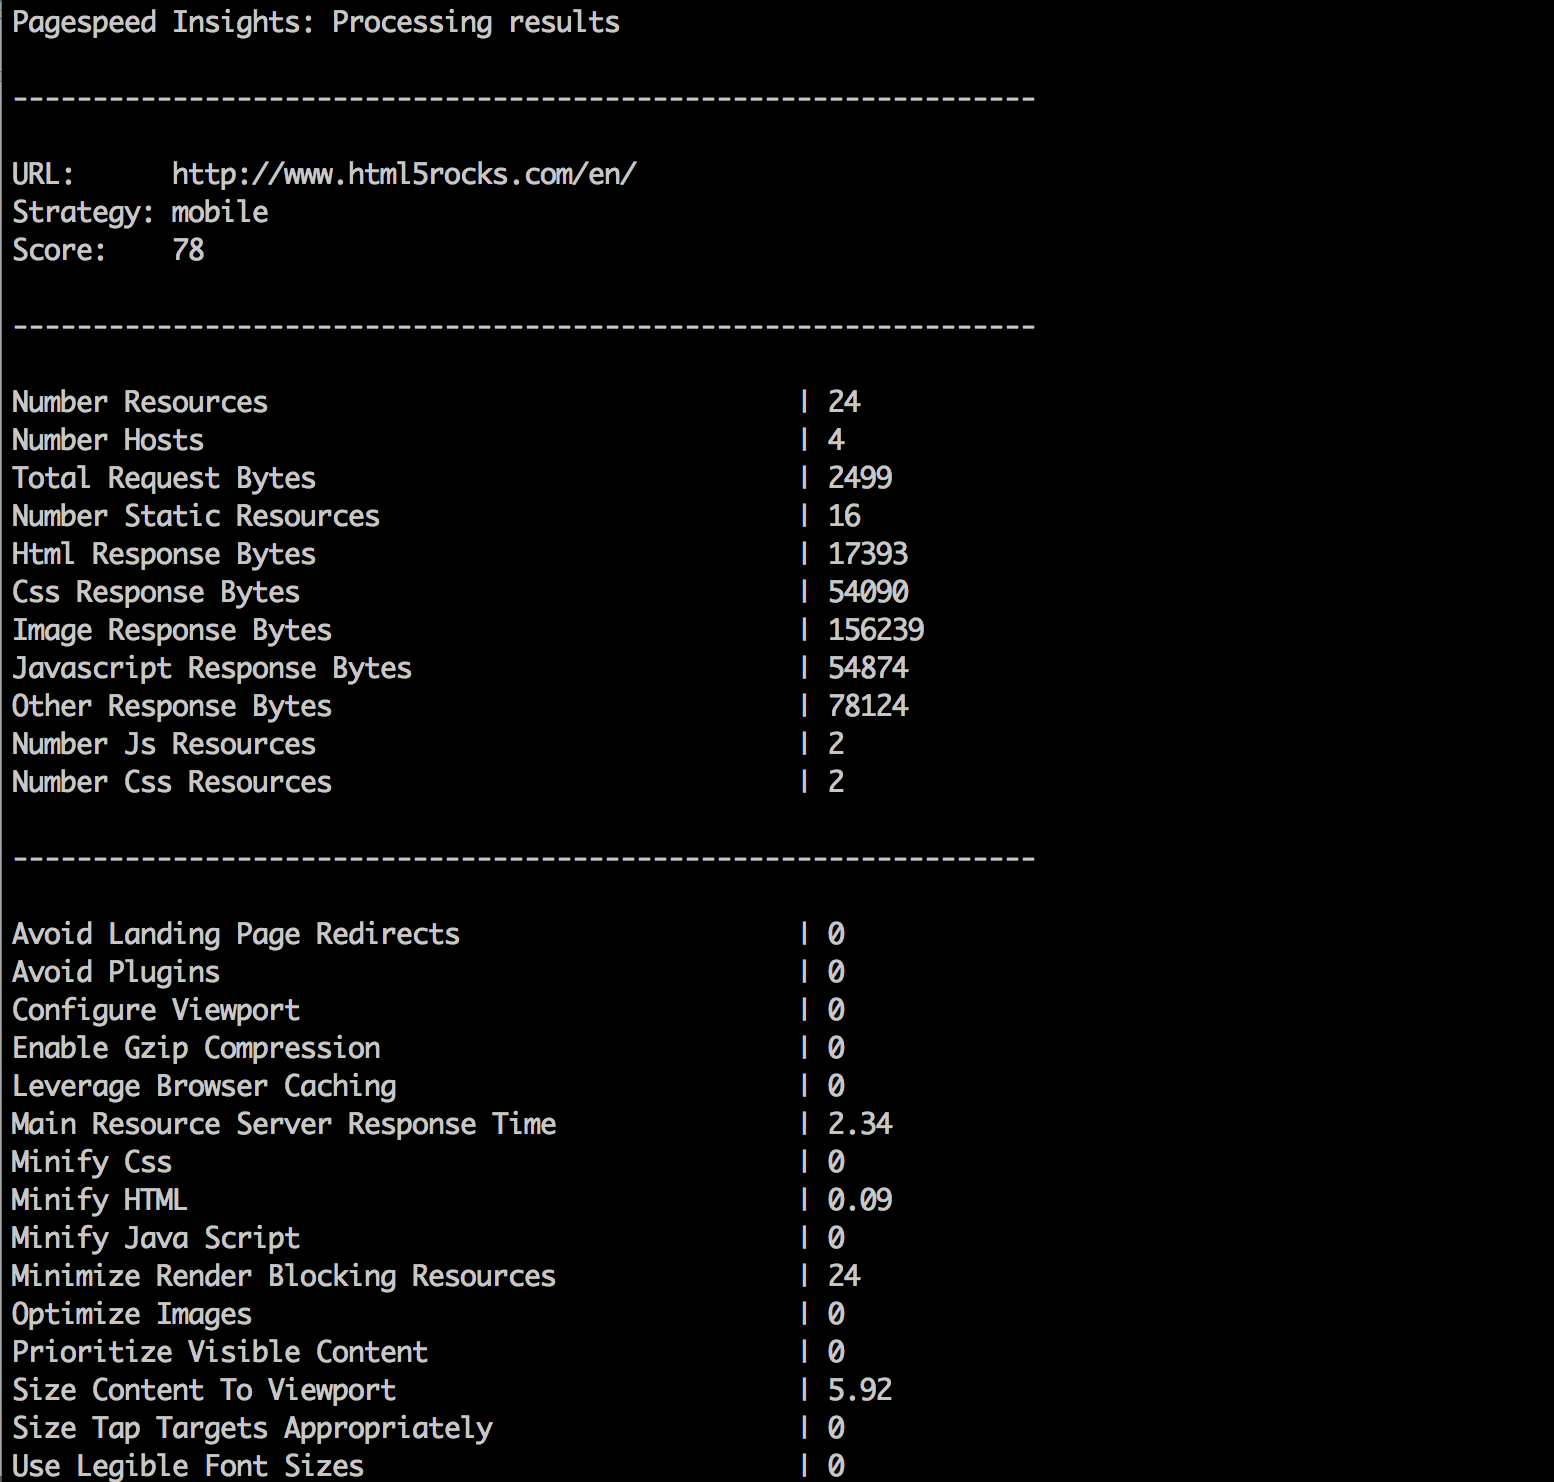 Pagespeed Insights: Processing results
----------------------------------------------------------------
URL:      http://www.html5rocks.com/en/
Strategy: mobile
Score:    78
----------------------------------------------------------------
Number Resources                                 | 24
Number Hosts                                     | 4
Total Request Bytes                              | 2499
Number Static Resources                          | 16
Html Response Bytes                              | 17393
Css Response Bytes                               | 54090
Image Response Bytes                             | 156239
Javascript Response Bytes                        | 54874
Other Response Bytes                             | 78124
Number Js Resources                              | 2
Number Css Resources                             | 2
----------------------------------------------------------------
Avoid Landing Page Redirects                     | 0
Avoid Plugins                                    | 0
Configure Viewport                               | 0
Enable Gzip Compression                          | 0
Leverage Browser Caching                         | 0
Main Resource Server Response Time               | 2.34
Minify Css                                       | 0
Minify HTML                                      | 0.09
Minify Java Script                               | 0
Minimize Render Blocking Resources               | 24
Optimize Images                                  | 0
Prioritize Visible Content                       | 0
Size Content To Viewport                         | 5.92
Size Tap Targets Appropriately                   | 0
Use Legible Font Sizes                           | 0